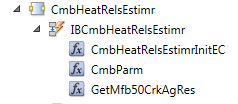 CmbHeatRelsEstimr
IBCmbHeatRelsEstimr
CmbHeatRelsEstimrInitEC
CmbParm
GetMfb50CrkAgRes